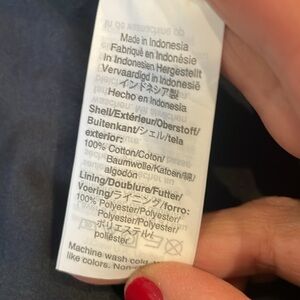 Made in Indonesia
Fabriqué en Indonésie
In Indonesien Hergestellt
Vervaardigd in Indonesië
インドネシア製
Hecho en Indonesia
Shell/Extérieur/Oberstoff/
Buitenkant/シェル/tela
exterior:
100% Cotton/Coton/
Baumwolle/Katoen/綿/
algodón
Lining/Doublure/Futter/
Voering/ライニング/forro:
100% Polyester/Polyester/
Polyester/Polyester/
ポリエステル/
poliéster
Machine wash cold
like colors.